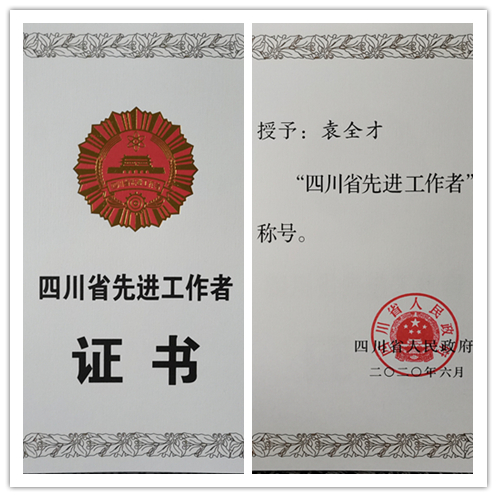 四川省先进工作者
证书
授予：袁全才
“四川省先进工作者”
称号。
四川省人民政府
四川省人民政府
二〇二〇年六月